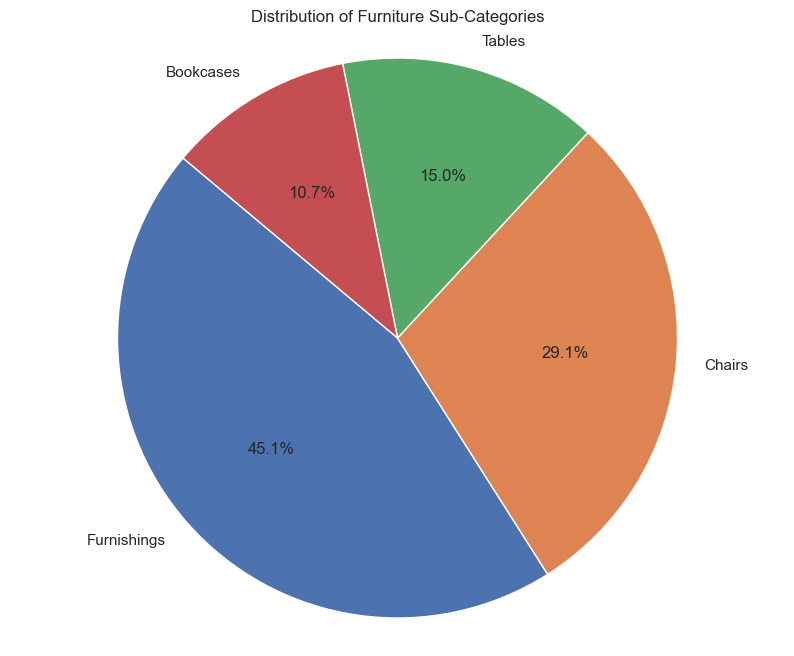 Distribution of Furniture Sub-Categories
Tables
Bookcases
15.0%
10.7%
29.1%
Chairs
45.1%
Furnishings